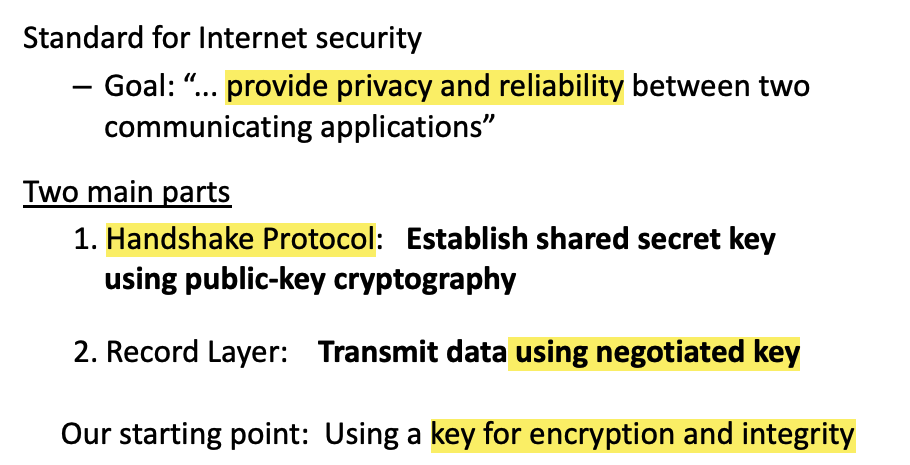 Standard for Internet security
– Goal: “... provide privacy and reliability between two
communicating applications”
Two main parts
1. Handshake Protocol: Establish shared secret key
using public-key cryptography
2. Record Layer: Transmit data using negotiated key
Our starting point: Using a key for encryption and integrity